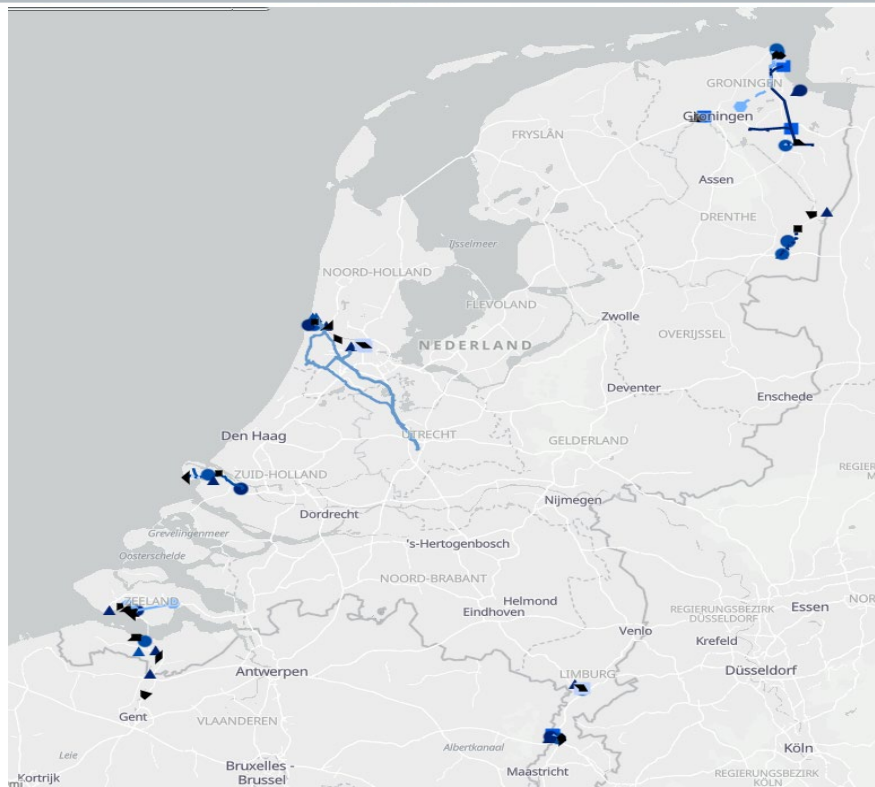 GRONINGEN
Groningen
FRYSLÂN
Assen
DRENTHE
IJsselmeer
NOORD-HOLLAND
FLEVOLAND
Zwolle
OVERIJSSEL
NEDERLAND
Deventer
Enschede
Den Haag
UTRECHT
GELDERLAND
ZUID-HOLLAND
REGIER
M
Nijmegen
Dordrecht
Grevelingenmeer
's-Hertogenbosch
Oosterschelde
NOORD-BRABANT
ZEELAND
Helmond
Eindhoven
REGIERUNGSBEZIRK
DÜSSELDORF
Essen
NOR
Venlo
Krefeld
Antwerpen
LIMBURG
Düsseldorf
Gent
VLAANDEREN
Leie
Albertkanaal
Köln
Bruxelles -
Brussel
Maastricht
REGIERUNGSBEZIRK
KÖLN
REGIER
Kortrijk